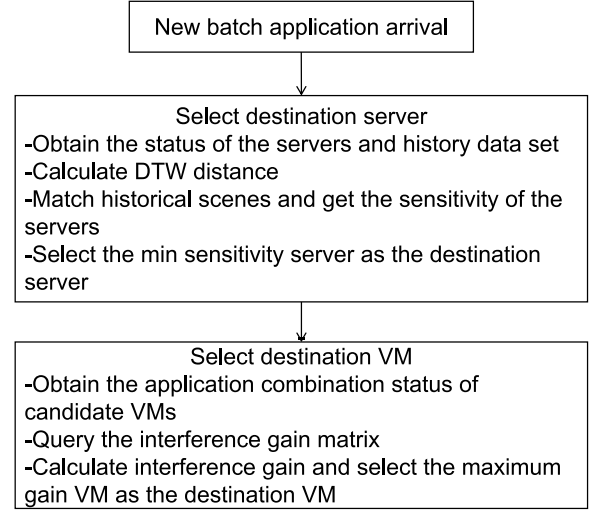 New batch application arrival
Select destination server
-Obtain the status of the servers and history data set
-Calculate DTW distance
-Match historical scenes and get the sensitivity of the
servers
-Select the min sensitivity server as the destination
server
Select destination VM
-Obtain the application combination status of
candidate VMs
-Query the interference gain matrix
-Calculate interference gain and select the maximum
gain VM as the destination VM